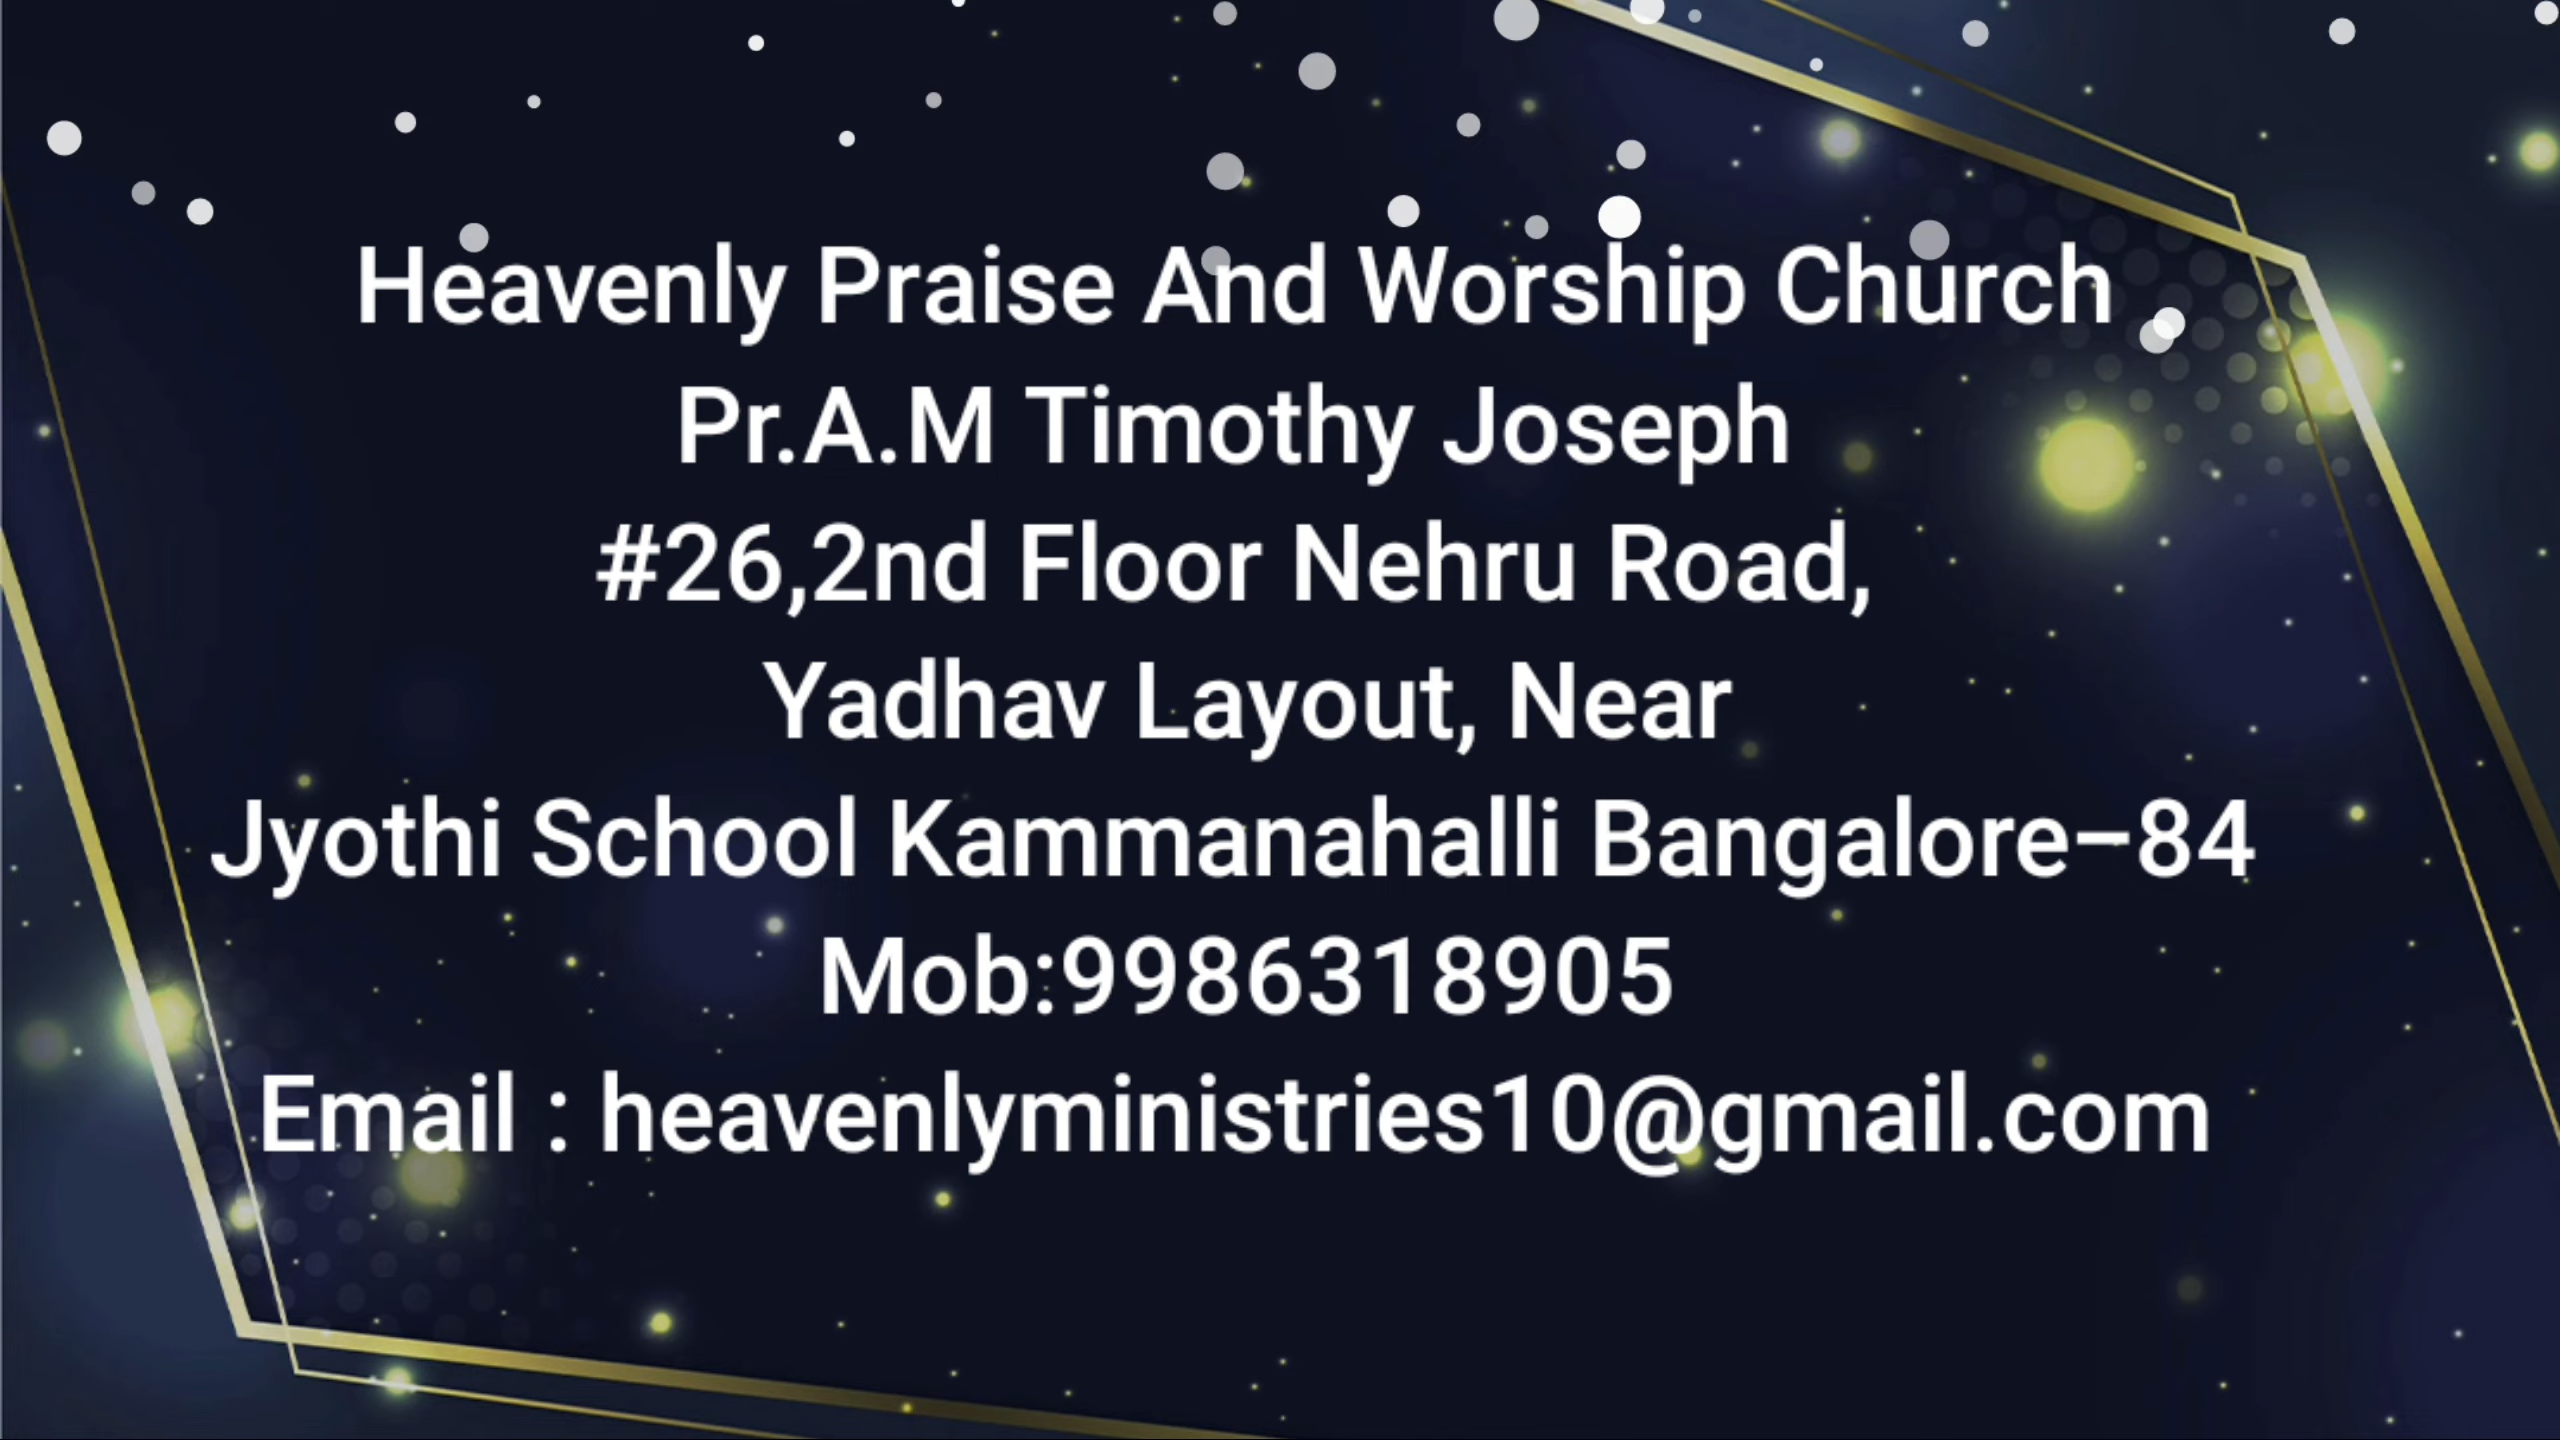 Heavenly Praise And Worship Church
Pr.A.M Timothy Joseph
#26,2nd Floor Nehru Road,
Yadhav Layout, Near
Jyothi School Kammanahalli Bangalore–84
Mob:9986318905
Email : heavenlyministries10@gmail.com